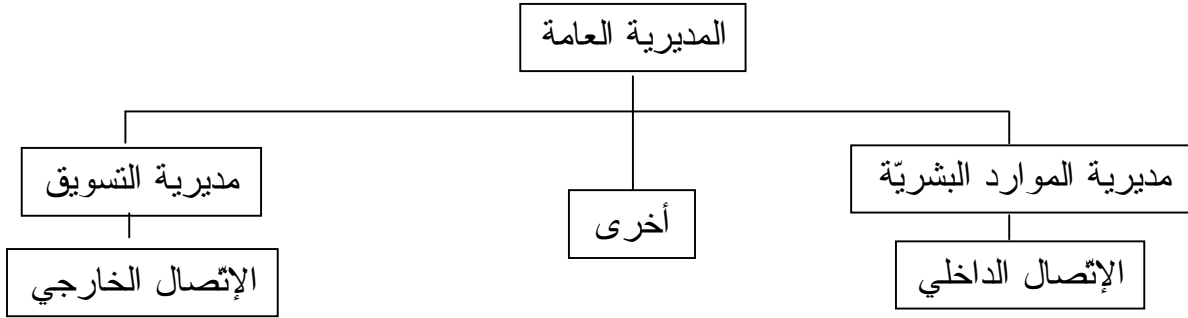 المديرية العامة
مديرية الموارد البشريّة
أخرى
مديرية التسويق
الإتّصال الداخلي
الإتّصال الخارجي